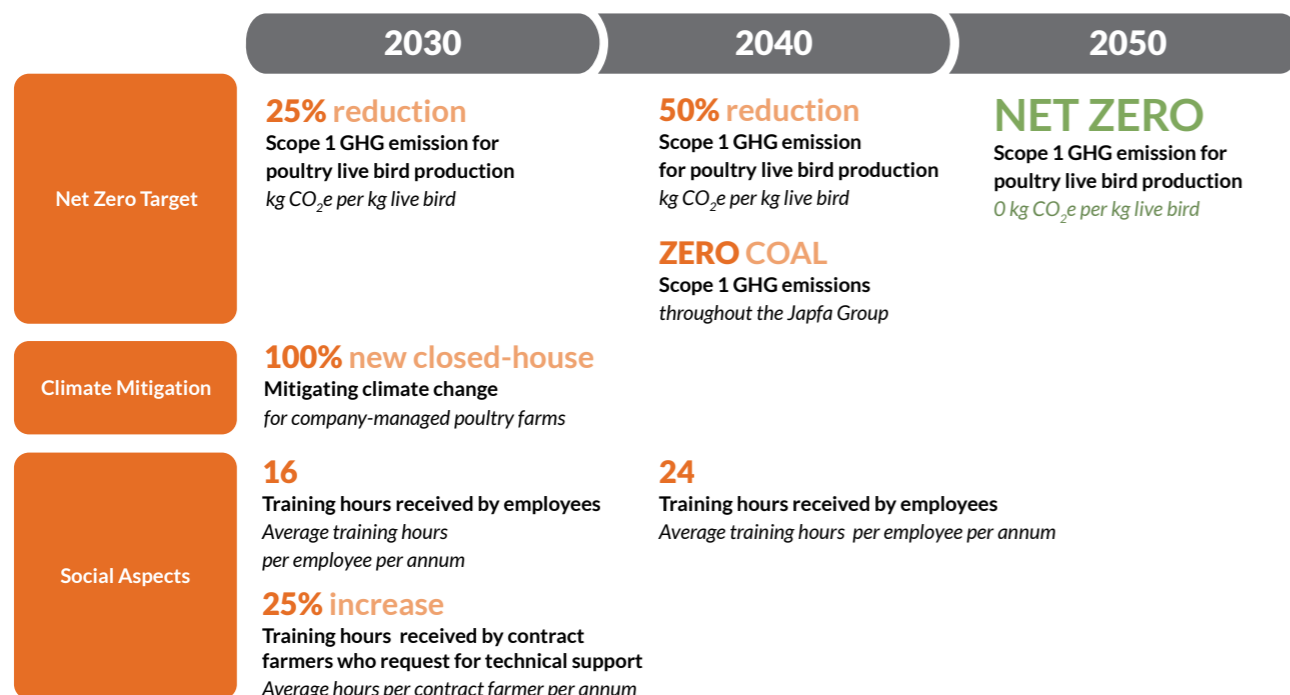 2030
2040
2050
Net Zero Target
25% reduction
Scope 1 GHG emission for
poultry live bird production
kg CO₂e per kg live bird
50% reduction
Scope 1 GHG emission
for poultry live bird production
kg CO₂e per kg live bird
ZERO COAL
Scope 1 GHG emissions
throughout the Japfa Group
NET ZERO
Scope 1 GHG emission for
poultry live bird production
0 kg CO₂e per kg live bird
Climate Mitigation
100% new closed-house
Mitigating climate change
for company-managed poultry farms
Social Aspects
16
Training hours received by employees
Average training hours
per employee per annum
25% increase
Training hours received by contract
farmers who request for technical support
Average hours per contract farmer per annum
24
Training hours received by employees
Average training hours per employee per annum